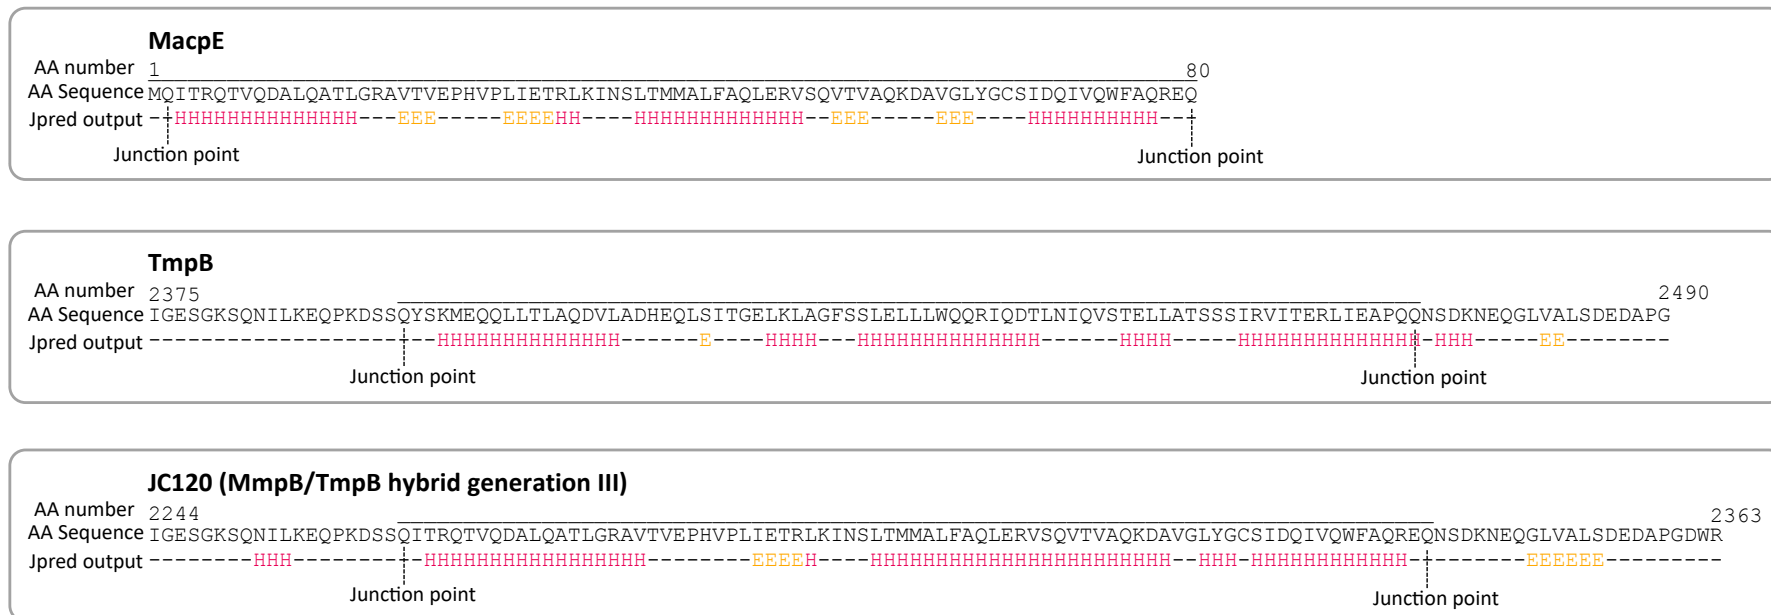 MacpE
AA number 1 80
AA Sequence MQITRQTVQDALQATLGRAVTVEPHVPLIETRLKINSLTMMALFAQLERVSQVTVAQKDAVGLYGCSIDQIVQWFAQREQ
Jpred output --HHHHHHHHHHHHHH---EEE-----EEEEHH----HHHHHHHHHHHHH--EEE-----EEE----HHHHHHHHHH---
Junction point Junction point
TmpB
AA number 2375 2490
AA Sequence IGESGKSQNILKEQPKDSSQYSKMEQQLLTLAQDVLADHEQLSITGELKLAGFSSLELLLWQQRIQDTLNIQVSTELLATSSSIRVITERLIEAPQQNSDKNEQGLVALSDEDAPG
Jpred output ----------------------HHHHHHHHHHHHHH------E----HHHH---HHHHHHHHHHHHHH------HHHH-----HHHHHHHHHHHHHH-HHH-----EE--------
Junction point Junction point
JC120 (MmpB/TmpB hybrid generation III)
AA number 2244 2363
AA Sequence IGESGKSQNILKEQPKDSSQITRQTVQDALQATLGRAVTVEPHVPLIETRLKINSLTMMALFAQLERVSQVTVAQKDAVGLYGCSIDQIVQWFAQREQNSDKNEQGLVALSDEDAPGDWR
Jpred output --------HHH----------HHHHHHHHHHHHHHHHH--------EEEEH----HHHHHHHHHHHHHHHHHHHHHHH--HHH-HHHHHHHHHHHH---------EEEEEE---------
Junction point Junction point